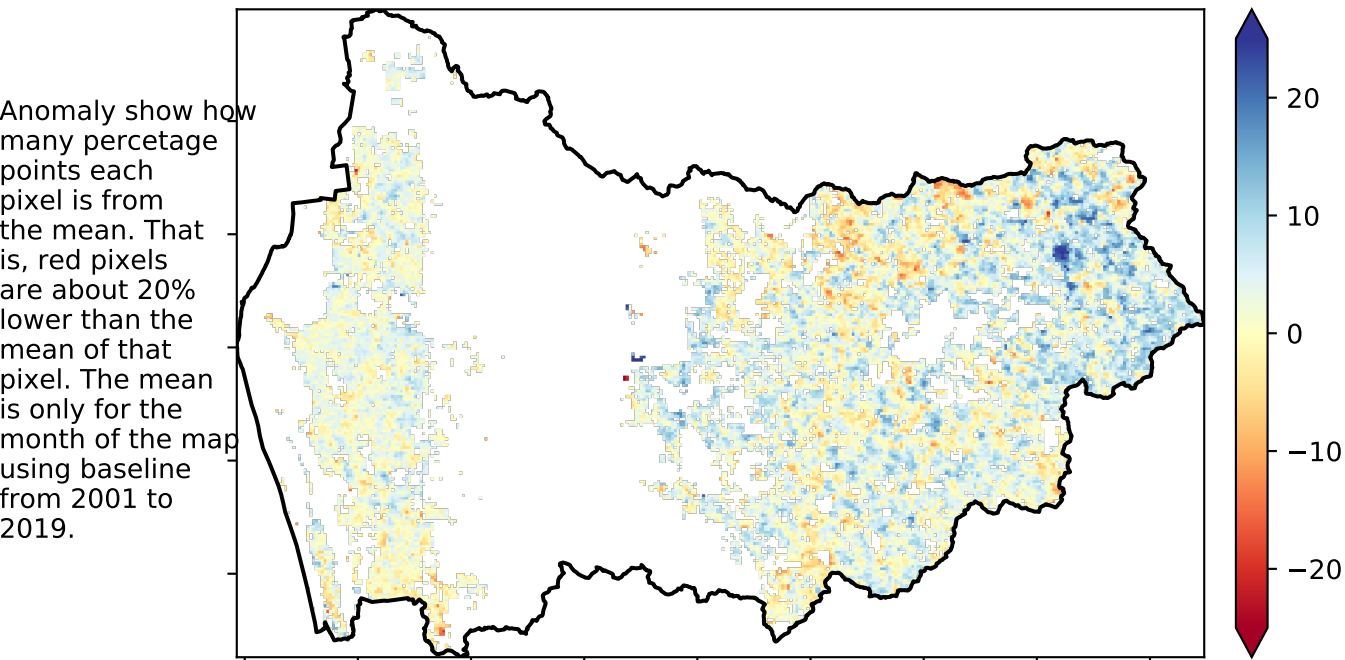 Anomaly show how
many percetage
points each
pixel is from
the mean. That
is, red pixels
are about 20%
lower than the
mean of that
pixel. The mean
is only for the
month of the map
using baseline
from 2001 to
2019.
20
10
0
−10
−20